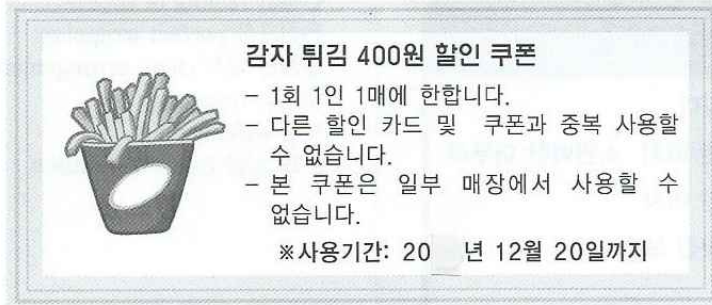 감자 튀김 400원 할인 쿠폰
- 1회 1인 1매에 한합니다.
- 다른 할인 카드 및 쿠폰과 중복 사용할
수 없습니다.
- 본 쿠폰은 일부 매장에서 사용할 수
없습니다.
※사용기간: 20 년 12월 20일까지